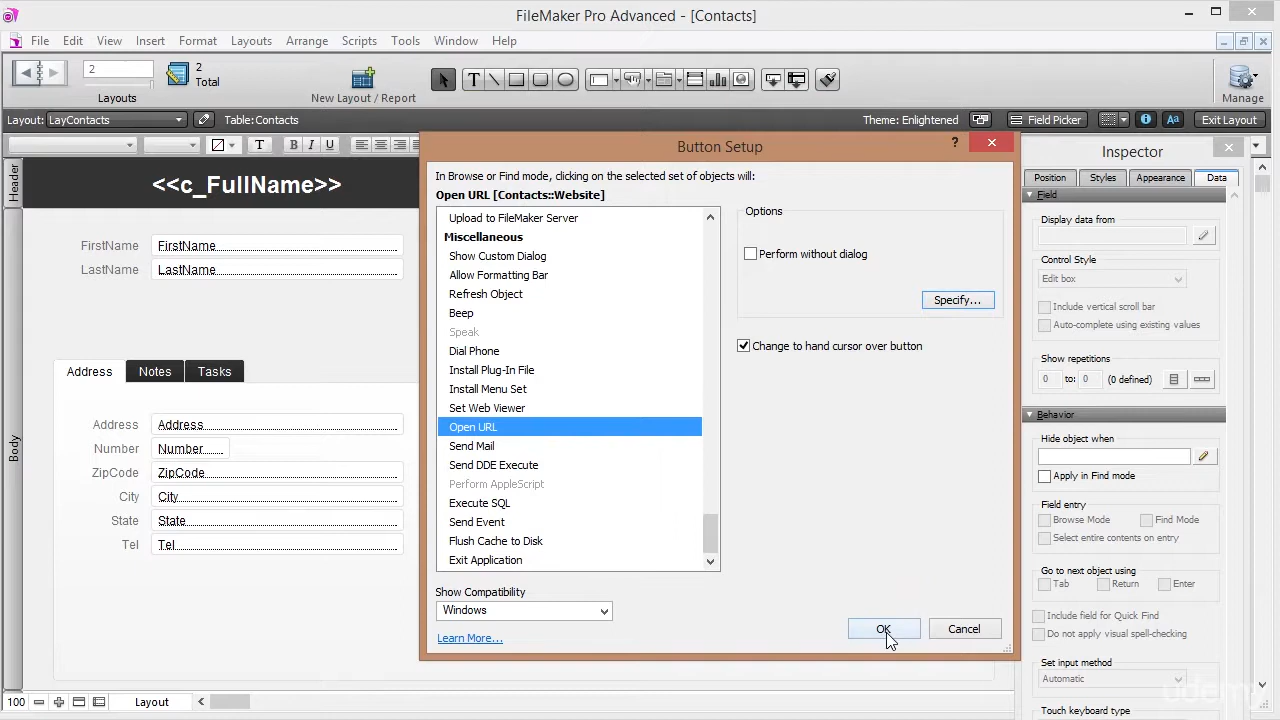 FileMaker Pro Advanced - [Contacts]
File Edit View Insert Format Layouts Arrange Scripts Tools Window Help
2
2
Total
Layouts
New Layout / Report
Manage
Layout: LayContacts Table: Contacts Theme: Enlightened Field Picker Aa Exit Layout
T B I U
Header
<<c_FullName>>
FirstName FirstName
LastName LastName
Address Notes Tasks
Body
Address Address
Number Number
ZipCode ZipCode
City City
State State
Tel Tel
100 Layout
Button Setup
?
In Browse or Find mode, clicking on the selected set of objects will:
Open URL [Contacts::Website]
Upload to FileMaker Server
Miscellaneous
Show Custom Dialog
Allow Formatting Bar
Refresh Object
Beep
Speak
Dial Phone
Install Plug-In File
Install Menu Set
Set Web Viewer
Open URL
Send Mail
Send DDE Execute
Perform AppleScript
Execute SQL
Send Event
Flush Cache to Disk
Exit Application
Options
Perform without dialog
Specify...
Change to hand cursor over button
Show Compatibility
Windows
Learn More...
OK Cancel
Inspector
Position Styles Appearance Data
Field
Display data from
Control Style
Edit box
Include vertical scroll bar
Auto-complete using existing values
Show repetitions
0 to: 0 (0 defined)
Behavior
Hide object when
Apply in Find mode
Field entry
Browse Mode Find Mode
Select entire contents on entry
Go to next object using
Tab Return Enter
Include field for Quick Find
Do not apply visual spell-checking
Set input method
Automatic
Touch keyboard type
udemy